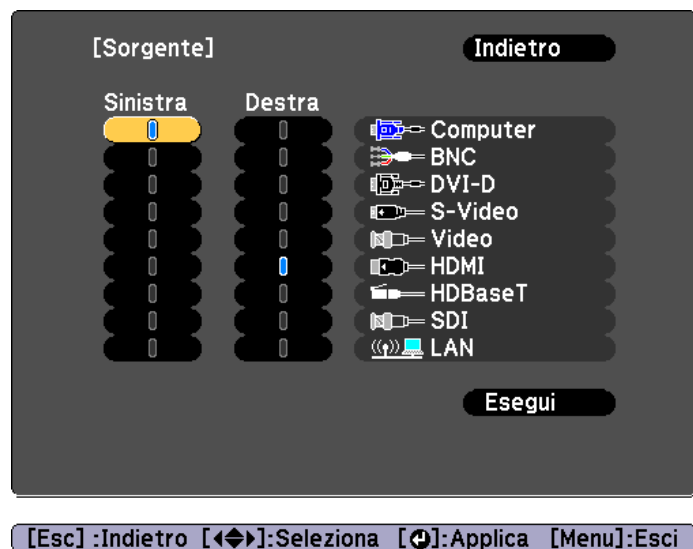 [Sorgente] Indietro
Sinistra Destra
Computer
BNC
DVI-D
S-Video
Video
HDMI
HDBaseT
SDI
LAN
Esegui
[Esc] :Indietro []:Seleziona []:Applica [Menu]:Esci